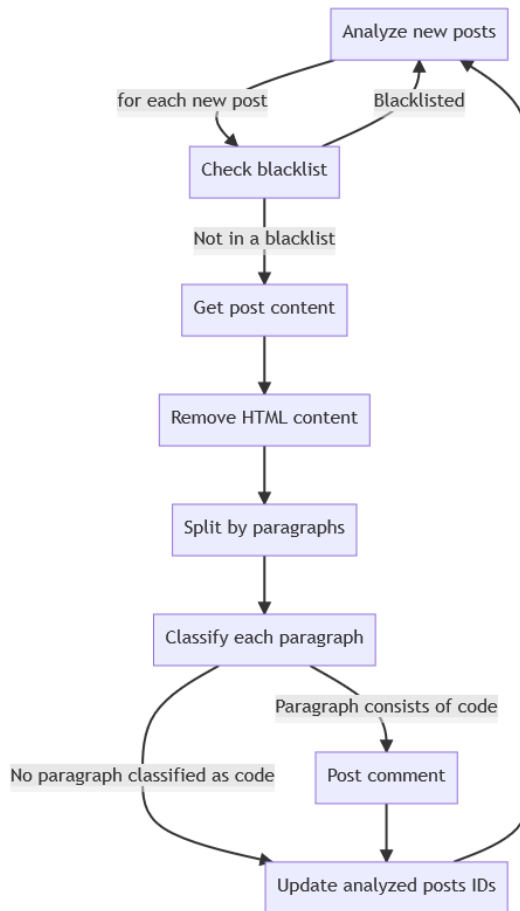 Analyze new posts
for each new post
Blacklisted
Check blacklist
Not in a blacklist
Get post content
Remove HTML content
Split by paragraphs
Classify each paragraph
Paragraph consists of code
No paragraph classified as code
Post comment
Update analyzed posts IDs